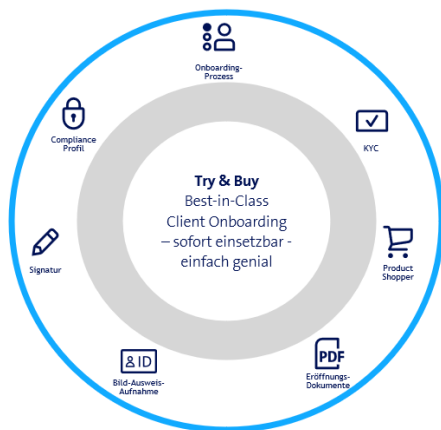 Onboarding-
Prozess
KYC
Product
Shopper
PDF
Eröffnungs-
Dokumente
ID
Bild-Ausweis-
Aufnahme
Signatur
Compliance
Profil
Try & Buy
Best-in-Class
Client Onboarding
– sofort einsetzbar -
einfach genial